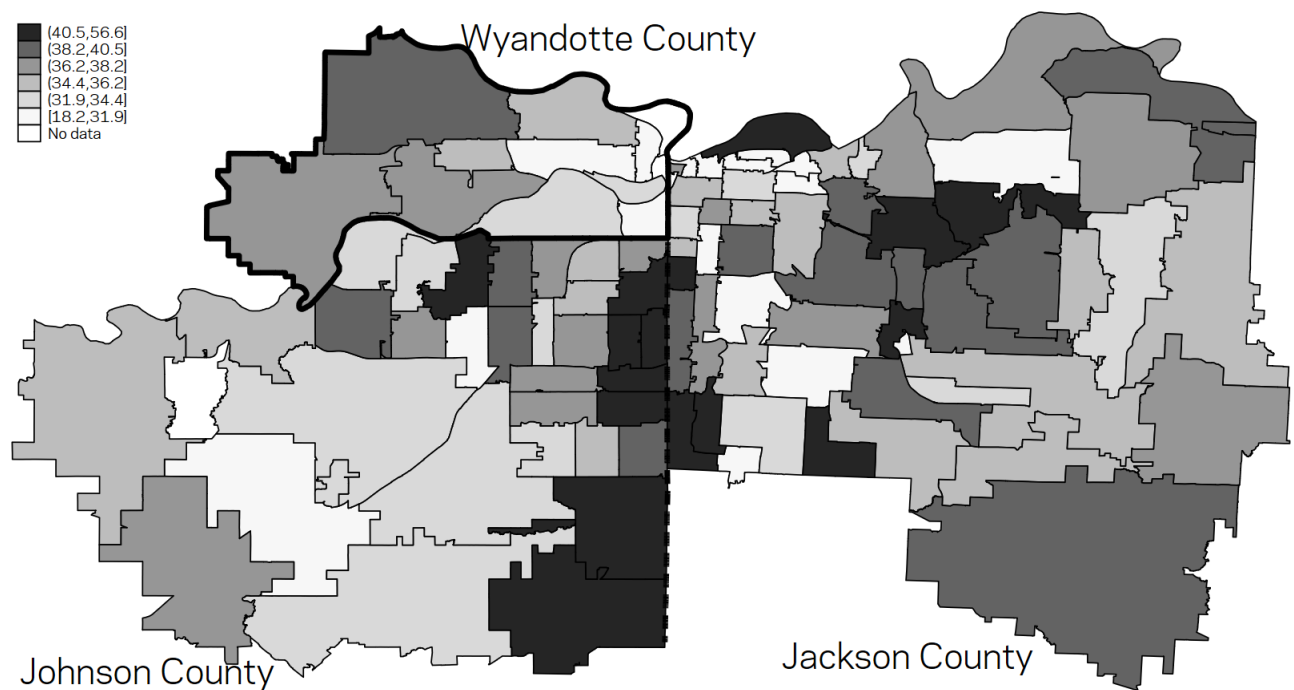 (40.5,56.6]
(38.2,40.5]
(36.2,38.2]
(34.4,36.2]
(31.9,34.4]
[18.2,31.9]
No data
Wyandotte County
Johnson County
Jackson County